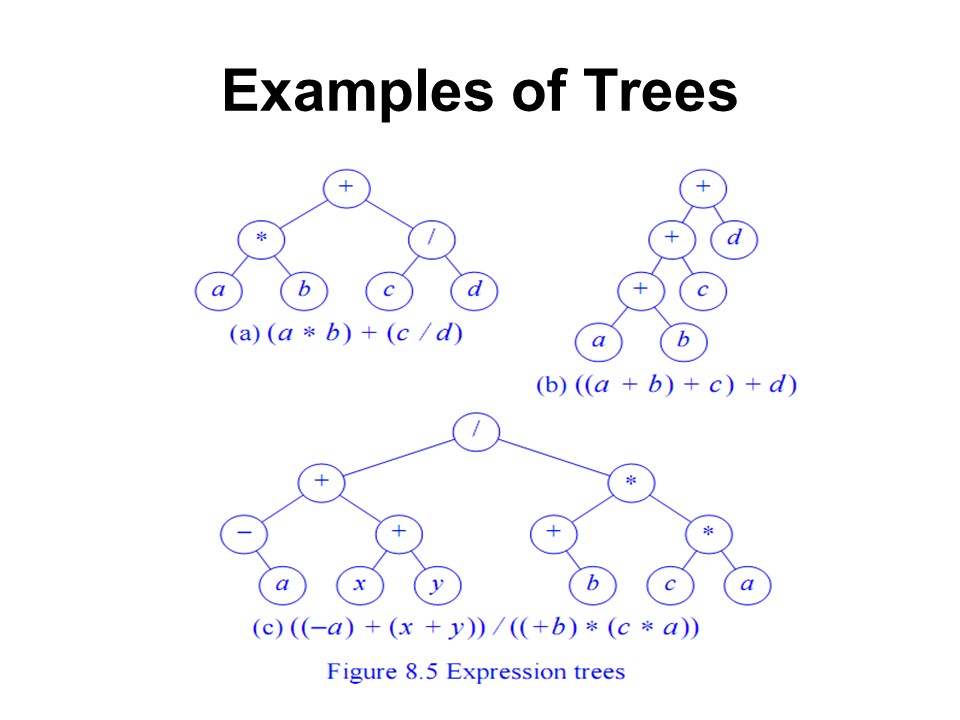 Examples of Trees
+
* /
a b c d
(a) (a * b) + (c / d)
+
+ d
+ c
a b
(b) ((a + b) + c) + d)
/
+ *
− + + *
a x y b c a
(c) ((−a) + (x + y)) / ((+b) * (c * a))
Figure 8.5 Expression trees